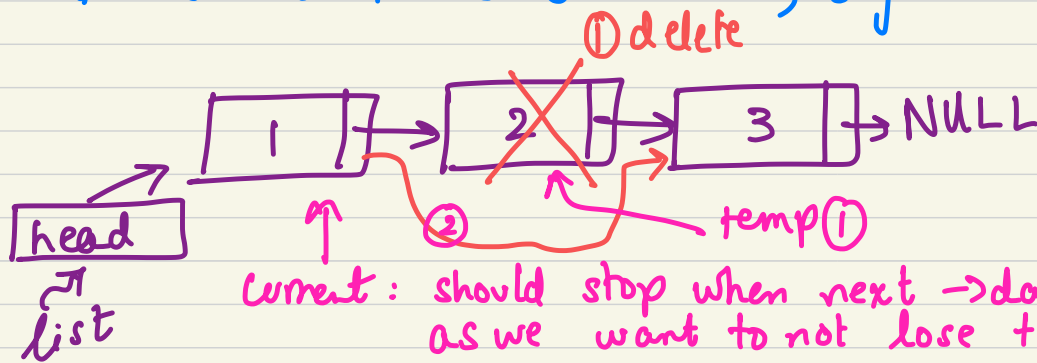 ① delete
1 2 3 NULL
head
② temp ①
current: should stop when next →
list
as we want to not lose